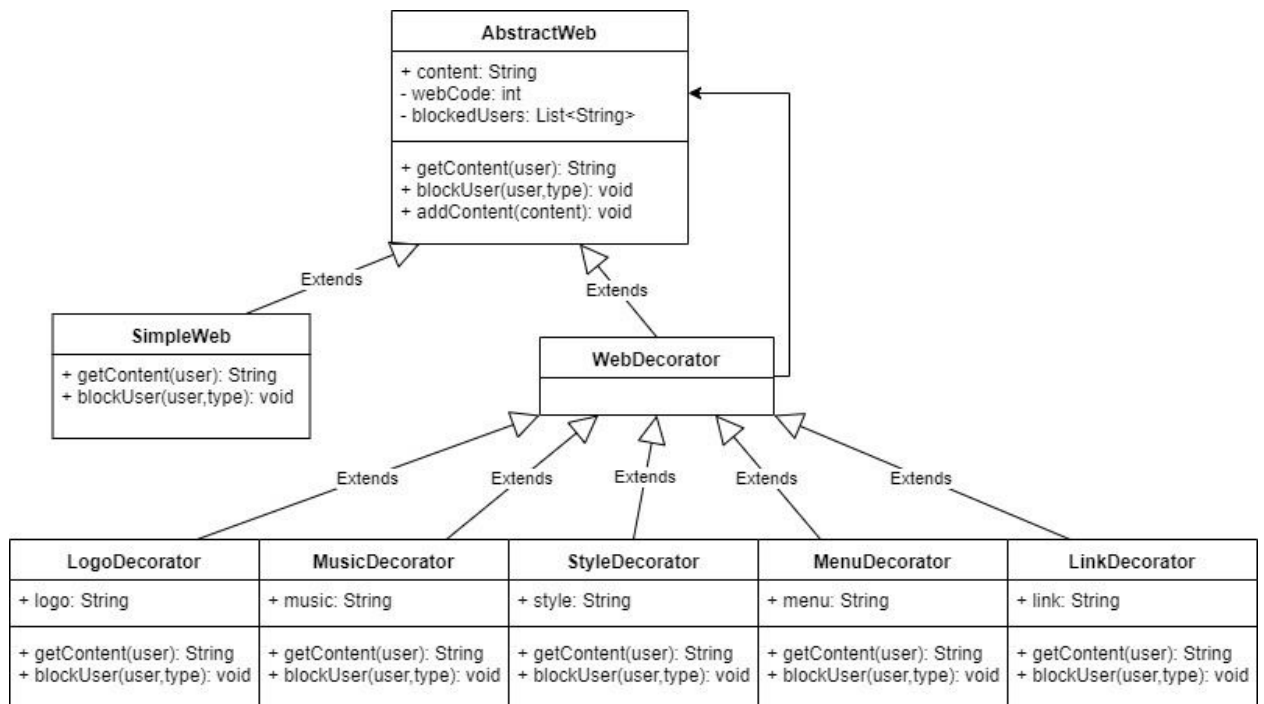 AbstractWeb
+ content: String
- webCode: int
- blockedUsers: List<String>
+ getContent(user): String
+ blockUser(user,type): void
+ addContent(content): void
Extends
Extends
SimpleWeb
+ getContent(user): String
+ blockUser(user,type): void
WebDecorator
Extends
Extends
Extends
Extends
Extends
LogoDecorator
+ logo: String
+ getContent(user): String
+ blockUser(user,type): void
MusicDecorator
+ music: String
+ getContent(user): String
+ blockUser(user,type): void
StyleDecorator
+ style: String
+ getContent(user): String
+ blockUser(user,type): void
MenuDecorator
+ menu: String
+ getContent(user): String
+ blockUser(user,type): void
LinkDecorator
+ link: String
+ getContent(user): String
+ blockUser(user,type): void